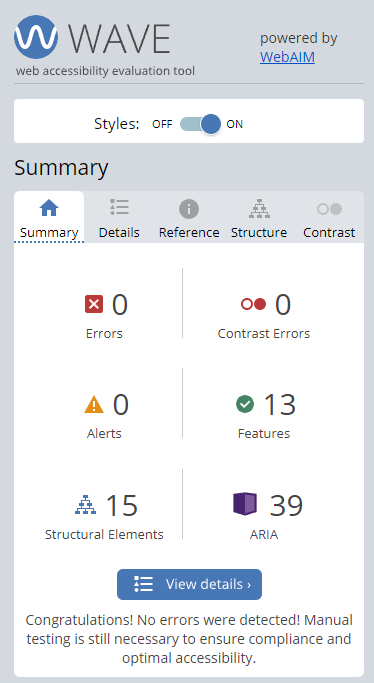 WAVE
web accessibility evaluation tool
powered by
WebAIM
Styles: OFF ON
Summary
Summary Details Reference Structure Contrast
0 0
Errors Contrast Errors
0 13
Alerts Features
15 39
Structural Elements ARIA
View details ›
Congratulations! No errors were detected! Manual
testing is still necessary to ensure compliance and
optimal accessibility.